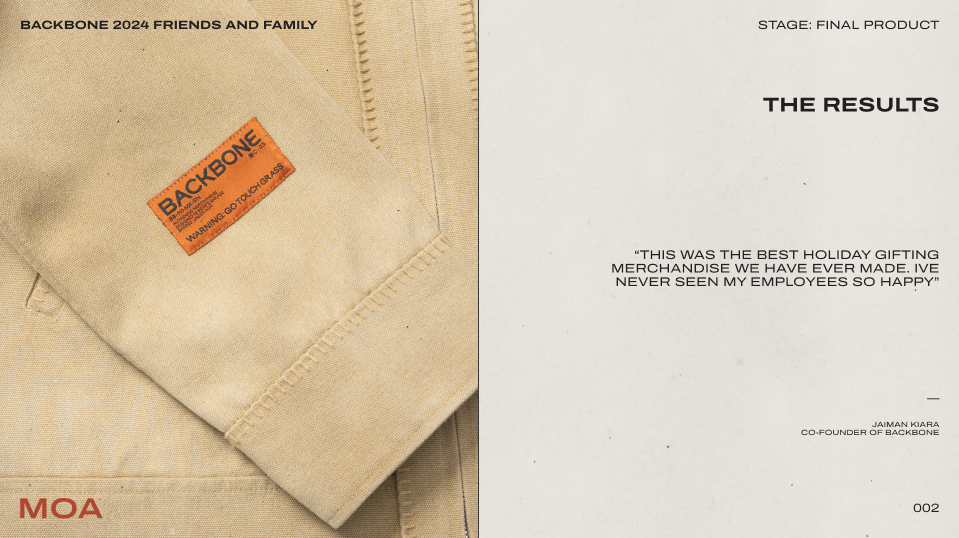 BACKBONE 2024 FRIENDS AND FAMILY
BACKBONE
WARNING: GO TOUCH GRASS
MOA
STAGE: FINAL PRODUCT
THE RESULTS
“THIS WAS THE BEST HOLIDAY GIFTING
MERCHANDISE WE HAVE EVER MADE. IVE
NEVER SEEN MY EMPLOYEES SO HAPPY”
—
JAIMAN KIARA
CO-FOUNDER OF BACKBONE
002